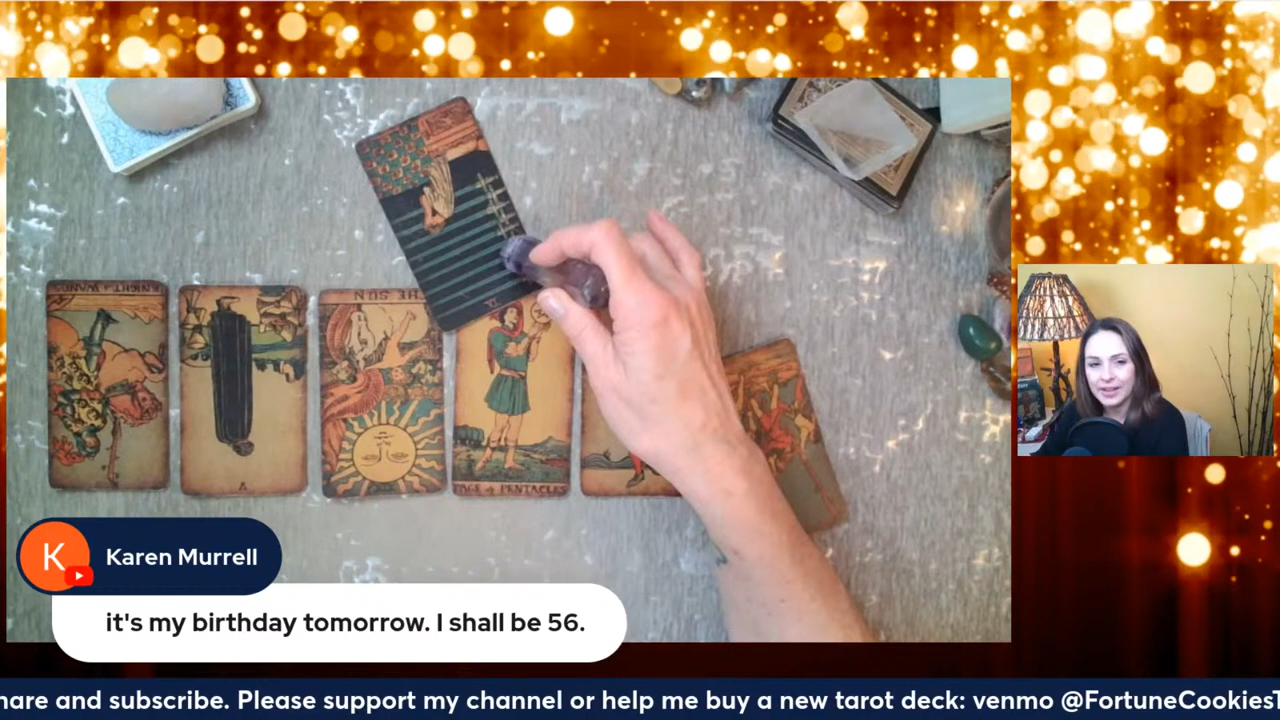 KNIGHT of WANDS
V
THE SUN
PAGE of PENTACLES
K
Karen Murrell
it's my birthday tomorrow. I shall be 56.
hare and subscribe. Please support my channel or help me buy a new tarot deck: venmo @FortuneCookiesT